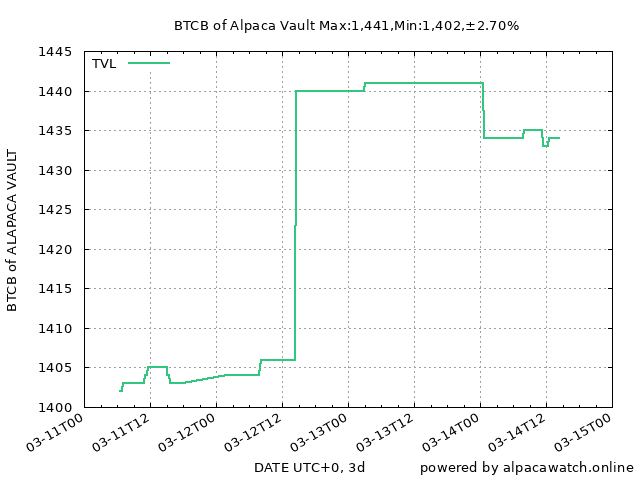 BTCB of Alpaca Vault Max:1,441,Min:1,402,±2.70%
TVL
BTCB of ALAPACA VAULT
1445
1440
1435
1430
1425
1420
1415
1410
1405
1400
03-11T00
03-11T12
03-12T00
03-12T12
03-13T00
03-13T12
03-14T00
03-14T12
03-15T00
DATE UTC+0, 3d
powered by alpacawatch.online